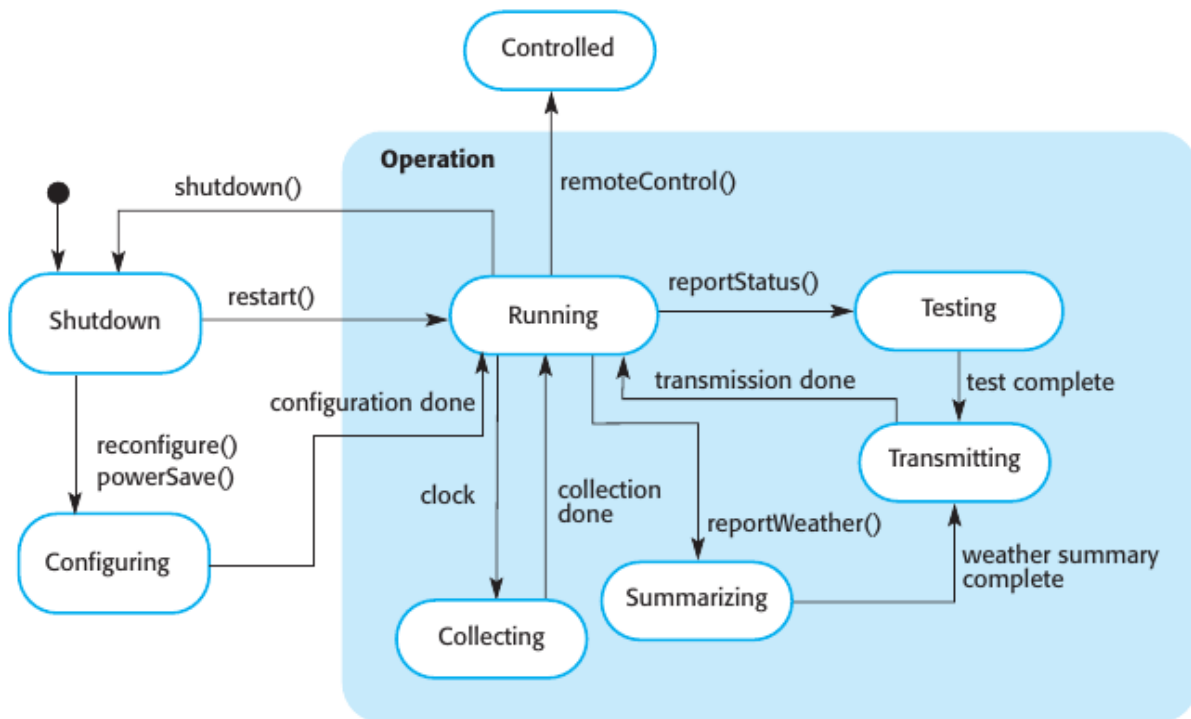 Controlled
Operation
shutdown()
remoteControl()
restart()
reportStatus()
Shutdown
Running
Testing
transmission done
test complete
configuration done
reconfigure()
powerSave()
Transmitting
clock
collection
done
reportWeather()
weather summary
complete
Configuring
Summarizing
Collecting